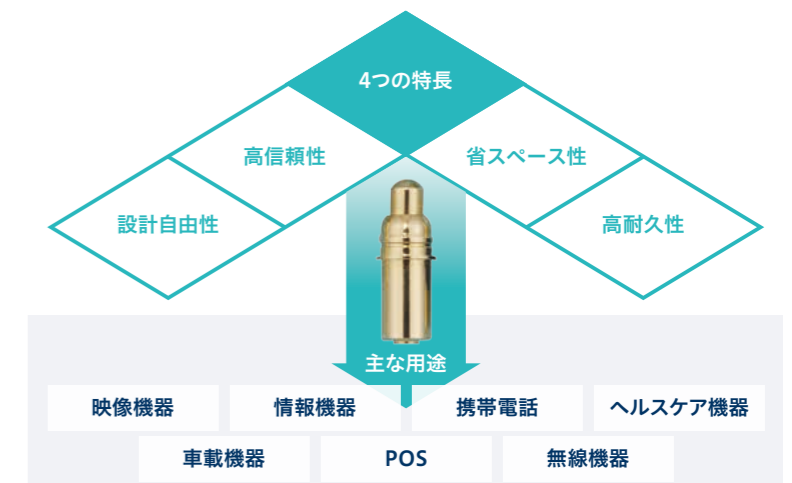 4つの特長
高信頼性
省スペース性
設計自由性
高耐久性
主な用途
映像機器
情報機器
携帯電話
ヘルスケア機器
車載機器
POS
無線機器